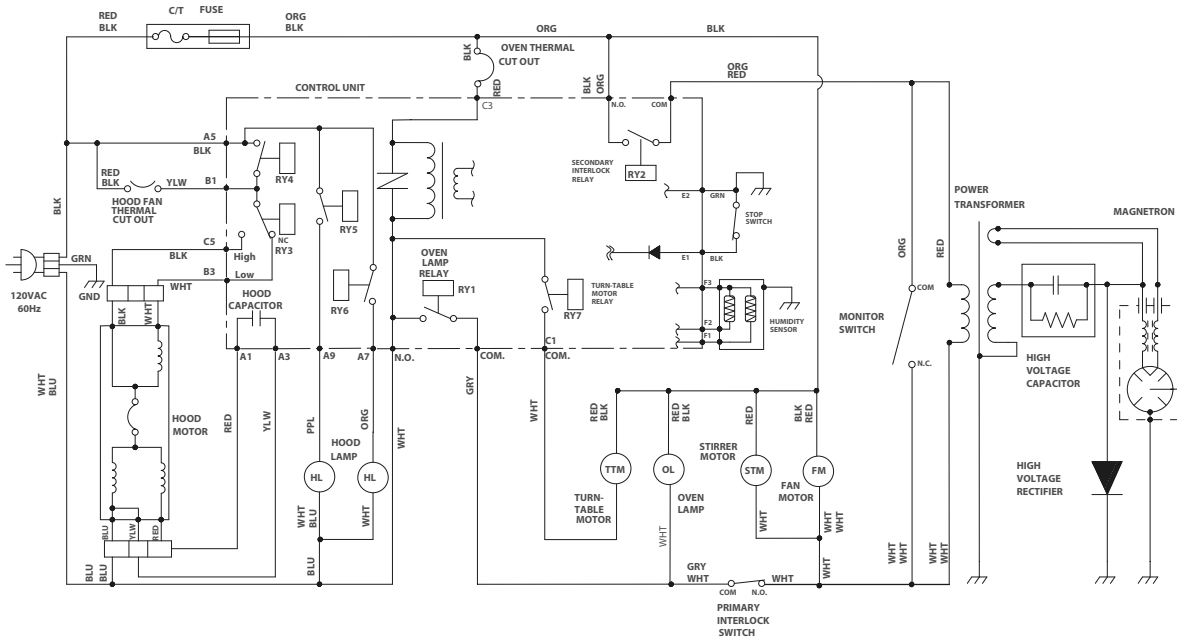 RED
BLK
C/T FUSE
ORG
BLK
ORG
BLK
BLK
OVEN THERMAL
CUT OUT
RED
BLK
ORG
ORG
RED
CONTROL UNIT
C3
N.O.
COM
A5
BLK
RED
BLK
YLW
B1
HOOD FAN
THERMAL
CUT OUT
RY4
RY5
NC
RY3
C5
BLK
High
Low
B3
WHT
SECONDARY
INTERLOCK
RELAY
RY2
E2
GRN
STOP
SWITCH
E1
BLK
POWER
TRANSFORMER
MAGNETRON
BLK
GRN
GND
120VAC
60Hz
BLK
WHT
HOOD
CAPACITOR
RY6
OVEN
LAMP
RELAY
RY1
TURN-TABLE
MOTOR
RELAY
RY7
F3
F2
F1
HUMIDITY
SENSOR
ORG
RED
COM
MONITOR
SWITCH
N.C.
HIGH
VOLTAGE
CAPACITOR
A1
A3
A9
A7
N.O.
COM.
C1
COM.
WHT
BLU
HOOD
MOTOR
RED
YLW
PPL
ORG
HOOD
LAMP
WHT
GRY
WHT
RED
BLK
RED
BLK
RED
BLK
RED
STIRRER
MOTOR
HL
HL
TTM
OL
STM
FM
TURN-
TABLE
MOTOR
OVEN
LAMP
FAN
MOTOR
HIGH
VOLTAGE
RECTIFIER
BLU
YLW
RED
WHT
BLU
WHT
WHT
WHT
WHT
WHT
BLU
BLU
BLU
GRY
WHT
WHT
WHT
WHT
WHT
WHT
WHT
COM
N.O.
PRIMARY
INTERLOCK
SWITCH